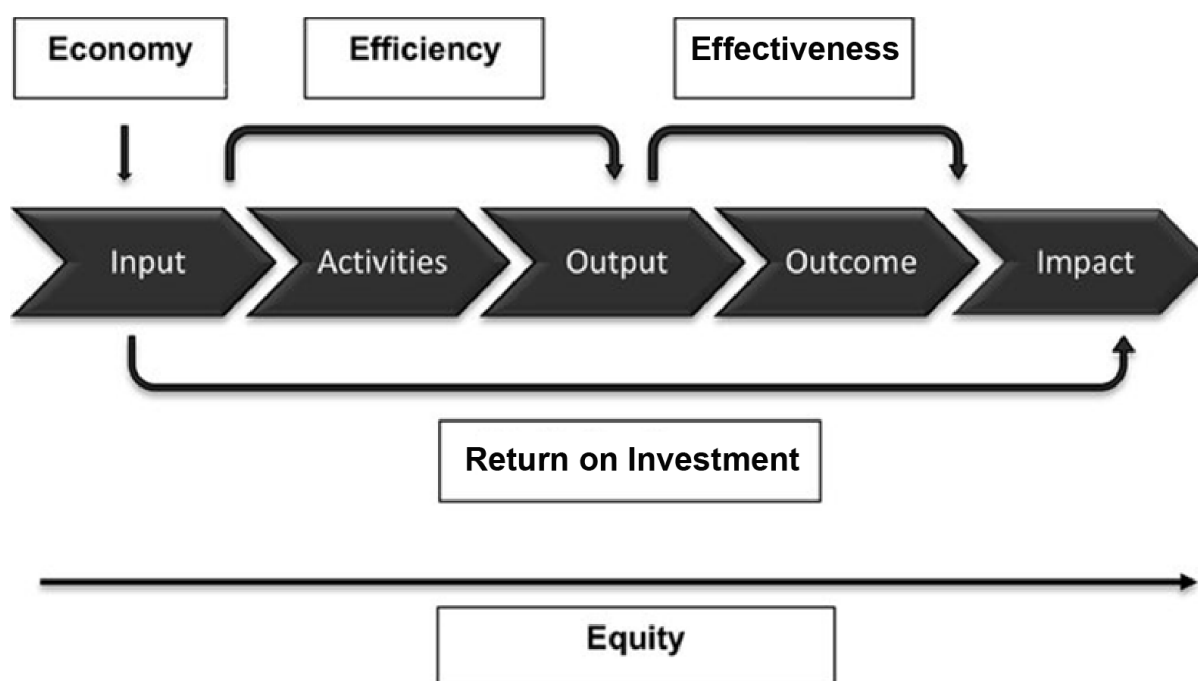 Economy
Efficiency
Effectiveness
Input
Activities
Output
Outcome
Impact
Return on Investment
Equity